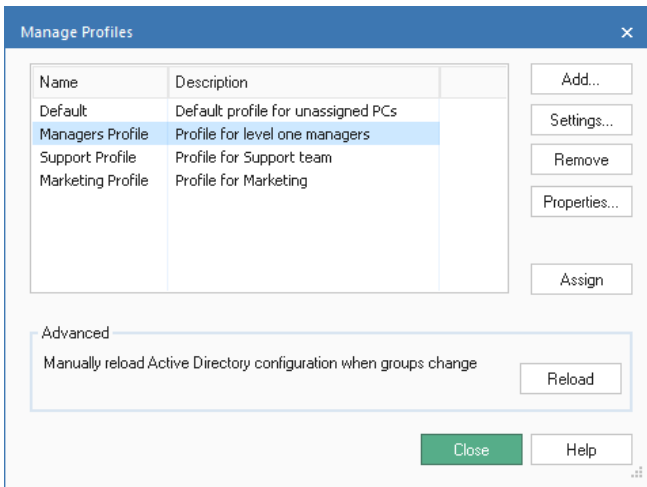 Manage Profiles
Name Description
Default Default profile for unassigned PCs
Managers Profile Profile for level one managers
Support Profile Profile for Support team
Marketing Profile Profile for Marketing
Add...
Settings...
Remove
Properties...
Assign
Advanced
Manually reload Active Directory configuration when groups change
Reload
Close Help